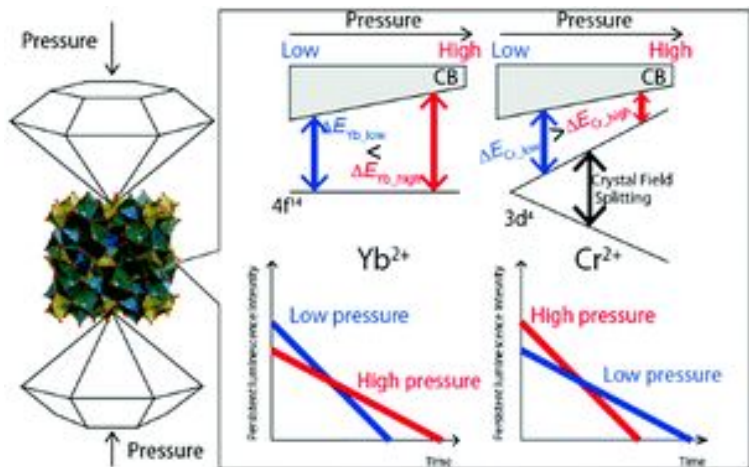 Pressure
Pressure
Pressure
Low High
CB
ΔE_Yb_low
<
ΔE_Yb_high
4f¹⁴
Yb²⁺
Pressure
Low High
CB
ΔE_Cr_low
>
ΔE_Cr_high
Crystal Field
Splitting
3d⁴
Cr²⁺
Persistent luminescence intensity
Low pressure
High pressure
Time
Persistent luminescence intensity
High pressure
Low pressure
Time